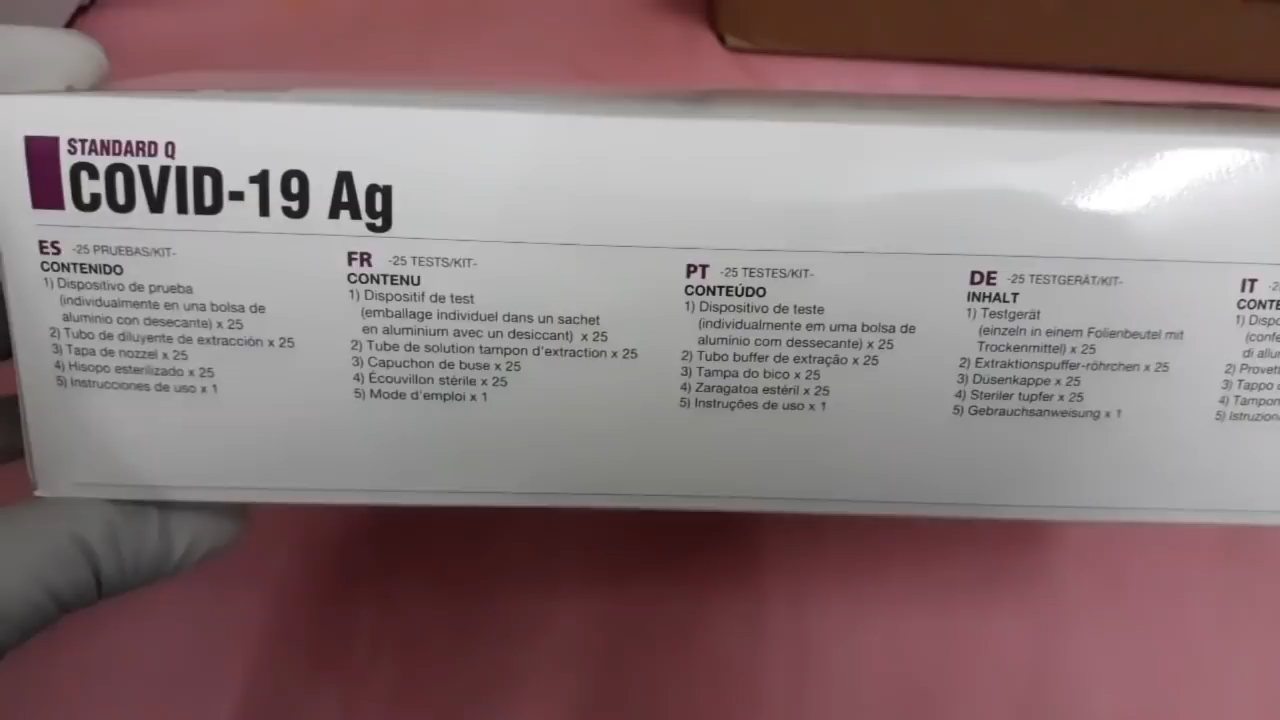 STANDARD Q
COVID-19 Ag
ES -25 PRUEBAS/KIT-
CONTENIDO
1) Dispositivo de prueba
(individualmente en una bolsa de
aluminio con desecante) x 25
2) Tubo de diluyente de extracción x 25
3) Tapa de nozzel x 25
4) Hisopo esterilizado x 25
5) Instrucciones de uso x 1
FR -25 TESTS/KIT-
CONTENU
1) Dispositif de test
(emballage individuel dans un sachet
en aluminium avec un desiccant) x 25
2) Tube de solution tampon d'extraction x 25
3) Capuchon de buse x 25
4) Écouvillon stérile x 25
5) Mode d'emploi x 1
PT -25 TESTES/KIT-
CONTEÚDO
1) Dispositivo de teste
(individualmente em uma bolsa de
alumínio com dessecante) x 25
2) Tubo buffer de extração x 25
3) Tampa do bico x 25
4) Zaragatoa estéril x 25
5) Instruções de uso x 1
DE -25 TESTGERÄT/KIT-
INHALT
1) Testgerät
(einzeln in einem Folienbeutel mit
Trockenmittel) x 25
2) Extraktionspuffer-röhrchen x 25
3) Düsenkappe x 25
4) Steriler tupfer x 25
5) Gebrauchsanweisung x 1
IT
1)
di
2)
3) Tappo
4)
5)